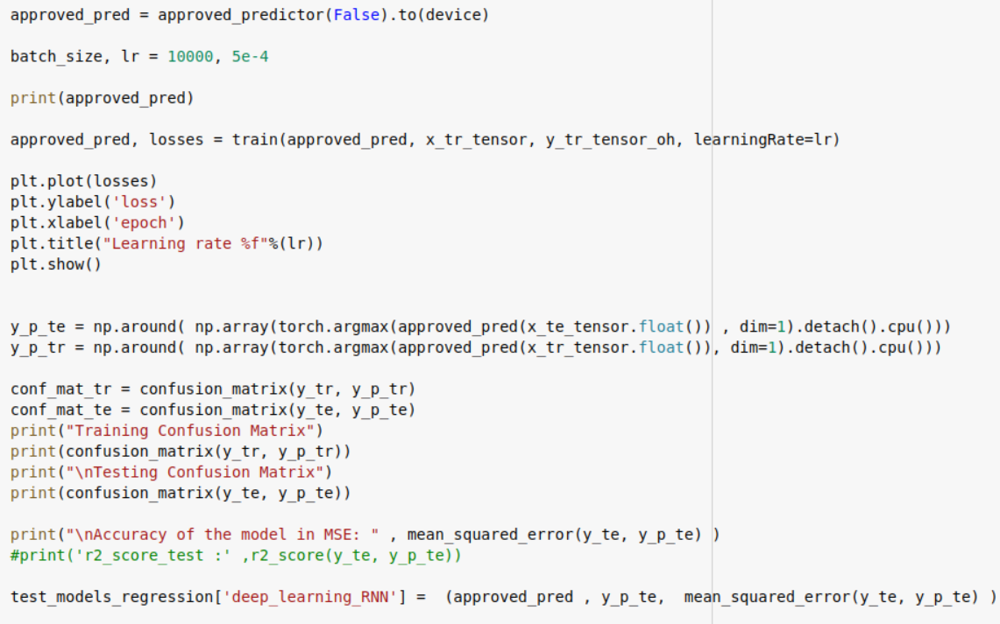 approved_pred = approved_predictor(False).to(device)
batch_size, lr = 10000, 5e-4
print(approved_pred)
approved_pred, losses = train(approved_pred, x_tr_tensor, y_tr_tensor_oh, learningRate=lr)
plt.plot(losses)
plt.ylabel('loss')
plt.xlabel('epoch')
plt.title("Learning rate %f"%(lr))
plt.show()
y_p_te = np.around( np.array(torch.argmax(approved_pred(x_te_tensor.float()) , dim=1).detach().cpu()))
y_p_tr = np.around( np.array(torch.argmax(approved_pred(x_tr_tensor.float()), dim=1).detach().cpu()))
conf_mat_tr = confusion_matrix(y_tr, y_p_tr)
conf_mat_te = confusion_matrix(y_te, y_p_te)
print("Training Confusion Matrix")
print(confusion_matrix(y_tr, y_p_tr))
print("\nTesting Confusion Matrix")
print(confusion_matrix(y_te, y_p_te))
print("\nAccuracy of the model in MSE: " , mean_squared_error(y_te, y_p_te) )
#print('r2_score_test :' ,r2_score(y_te, y_p_te))
test_models_regression['deep_learning_RNN'] =  (approved_pred , y_p_te,  mean_squared_error(y_te, y_p_te) )